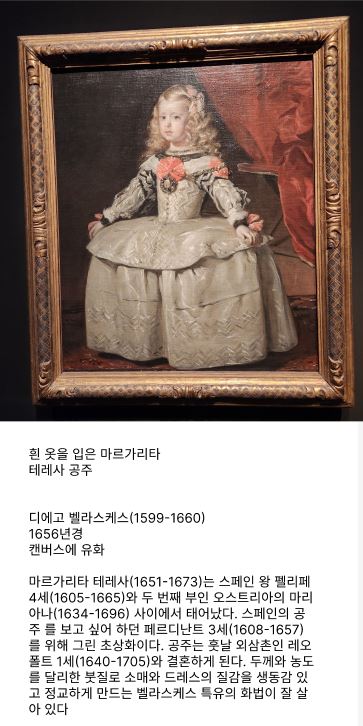 흰 옷을 입은 마르가리타
테레사 공주
디에고 벨라스케스(1599-1660)
1656년경
캔버스에 유화
마르가리타 테레사(1651-1673)는 스페인 왕 펠리페
4세(1605-1665)와 두 번째 부인 오스트리아의 마리
아나(1634-1696) 사이에서 태어났다. 스페인의 공
주 를 보고 싶어 하던 페르디난트 3세(1608-1657)
를 위해 그린 초상화이다. 공주는 훗날 외삼촌인 레오
폴트 1세(1640-1705)와 결혼하게 된다. 두께와 농도
를 달리한 붓질로 소매와 드레스의 질감을 생동감 있
고 정교하게 만드는 벨라스케스 특유의 화법이 잘 살
아 있다